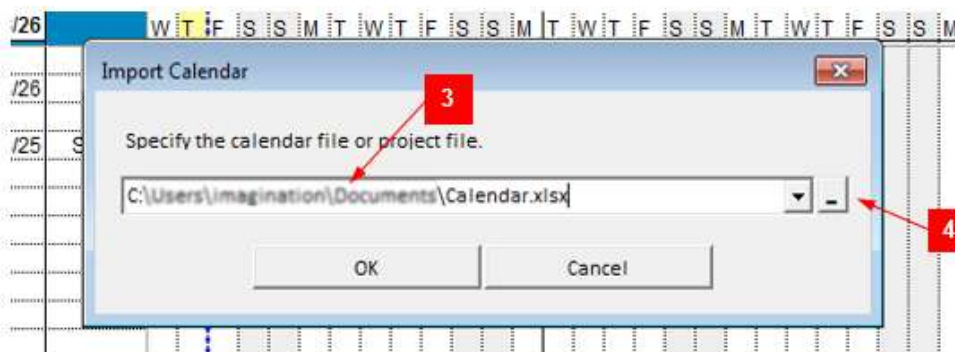 /26 W T F S S M T W T F S S M T W T F S S M T W T F S S M
Import Calendar
/26
3
/25 S
Specify the calendar file or project file.
C:\Users\imagination\Documents\Calendar.xlsx
4
OK Cancel